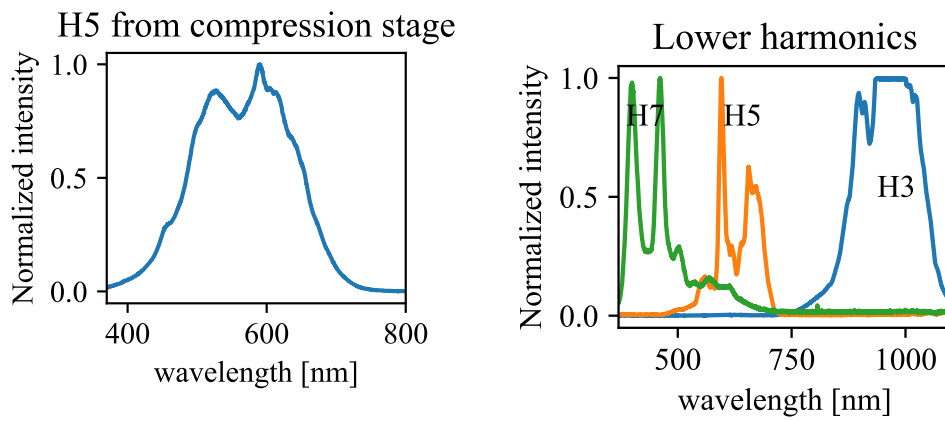 H5 from compression stage
Normalized intensity
1.0
0.5
0.0
400
600
800
wavelength [nm]
Lower harmonics
Normalized intensity
1.0
0.5
0.0
H7
H5
H3
500
750
1000
wavelength [nm]